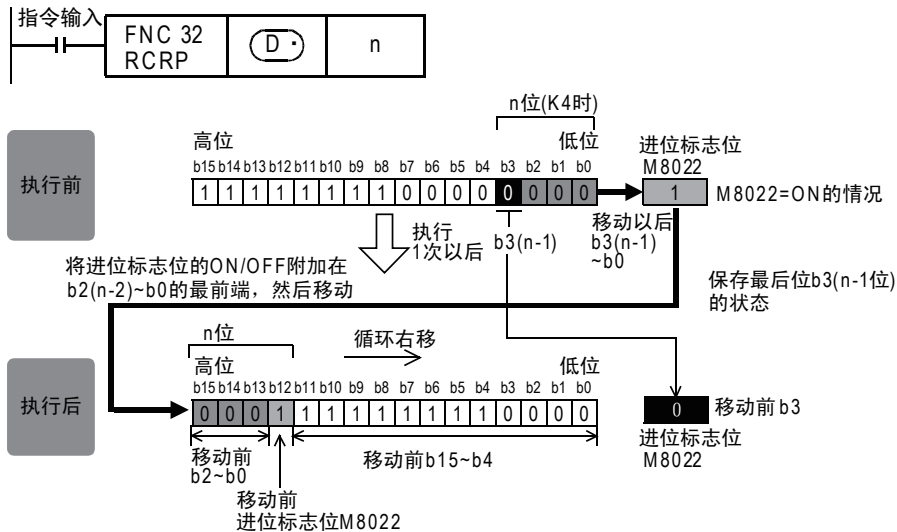 指令输入
FNC 32
RCRP
D·
n
n位(K4时)
高位
低位
进位标志位
M8022
b15 b14 b13 b12 b11 b10 b9 b8 b7 b6 b5 b4 b3 b2 b1 b0
执行前
1 1 1 1 1 1 1 1 0 0 0 0 0 0 0 0
1
M8022=ON的情况
执行
1次以后
b3(n-1)
移动以后
b3(n-1)
~b0
将进位标志位的ON/OFF附加在
b2(n-2)~b0的最前端，然后移动
保存最后位b3(n-1位)
的状态
n位
循环右移
高位
低位
b15 b14 b13 b12 b11 b10 b9 b8 b7 b6 b5 b4 b3 b2 b1 b0
执行后
0 0 0 1 1 1 1 1 1 1 1 1 0 0 0 0
0
移动前b3
进位标志位
M8022
移动前
b2~b0
移动前b15~b4
移动前
进位标志位M8022